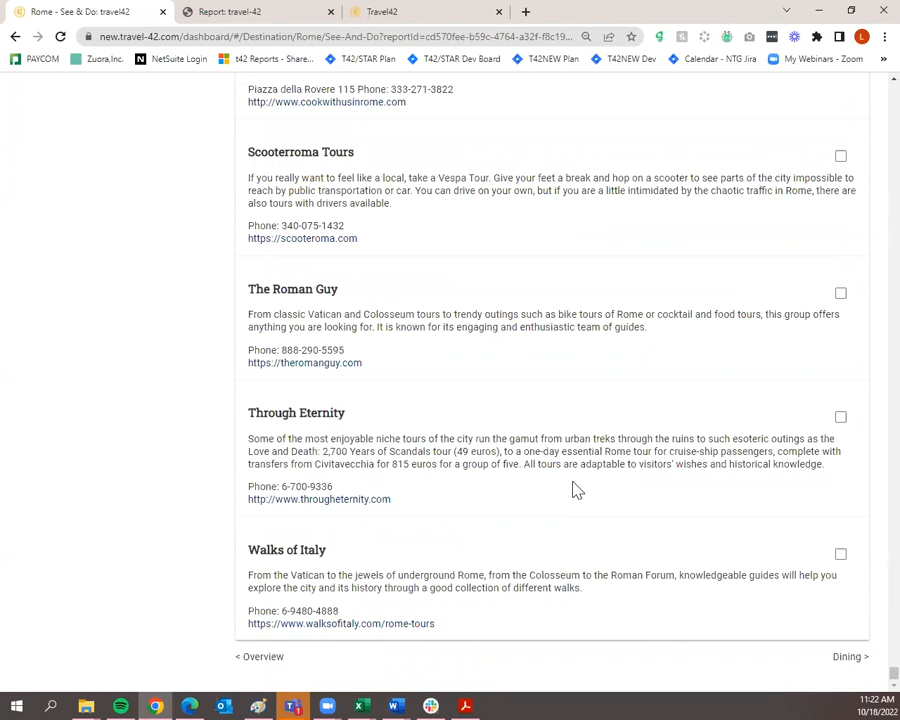 Rome - See & Do: travel42
Report: travel-42
Travel42
new.travel-42.com/dashboard/#/Destination/Rome/See-And-Do?reportId=cd570fee-b59c-4764-a32f-f8c19...
L
PAYCOM
Zuora,Inc.
NetSuite Login
t42 Reports - Share...
T42/STAR Plan
T42/STAR Dev Board
T42NEW Plan
T42NEW Dev
Calendar - NTG Jira
My Webinars - Zoom
Piazza della Rovere 115 Phone: 333-271-3822
http://www.cookwithusinrome.com
Scooterroma Tours
If you really want to feel like a local, take a Vespa Tour. Give your feet a break and hop on a scooter to see parts of the city impossible to
reach by public transportation or car. You can drive on your own, but if you are a little intimidated by the chaotic traffic in Rome, there are
also tours with drivers available.
Phone: 340-075-1432
https://scooteroma.com
The Roman Guy
From classic Vatican and Colosseum tours to trendy outings such as bike tours of Rome or cocktail and food tours, this group offers
anything you are looking for. It is known for its engaging and enthusiastic team of guides.
Phone: 888-290-5595
https://theromanguy.com
Through Eternity
Some of the most enjoyable niche tours of the city run the gamut from urban treks through the ruins to such esoteric outings as the
Love and Death: 2,700 Years of Scandals tour (49 euros), to a one-day essential Rome tour for cruise-ship passengers, complete with
transfers from Civitavecchia for 815 euros for a group of five. All tours are adaptable to visitors' wishes and historical knowledge.
Phone: 6-700-9336
http://www.througheternity.com
Walks of Italy
From the Vatican to the jewels of underground Rome, from the Colosseum to the Roman Forum, knowledgeable guides will help you
explore the city and its history through a good collection of different walks.
Phone: 6-9480-4888
https://www.walksofitaly.com/rome-tours
< Overview
Dining >
11:22 AM
10/18/2022